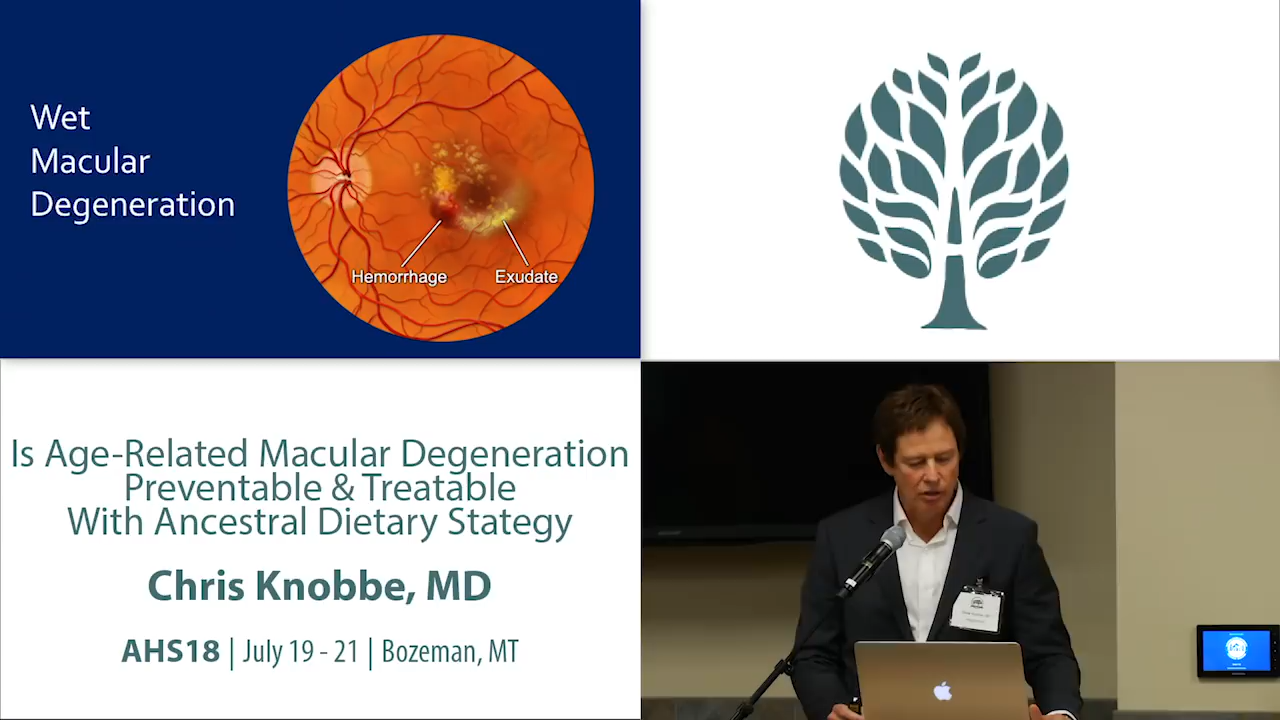 Wet
Macular
Degeneration
Hemorrhage
Exudate
Is Age-Related Macular Degeneration
Preventable & Treatable
With Ancestral Dietary Stategy
Chris Knobbe, MD
AHS18 | July 19 - 21 | Bozeman, MT